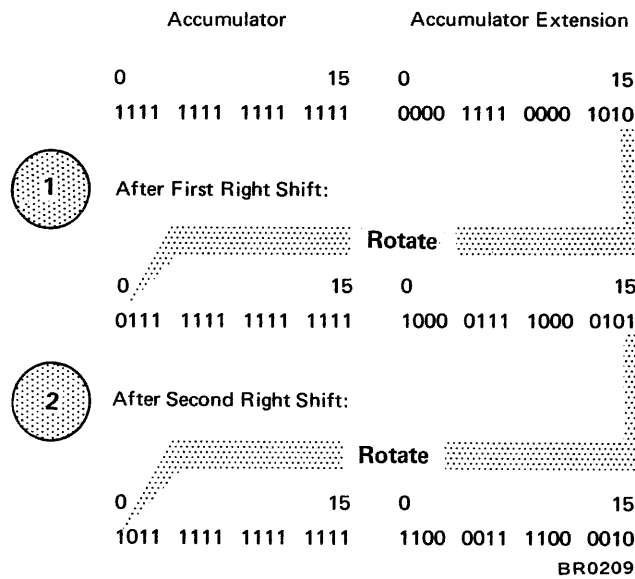 Accumulator Accumulator Extension
0 15 0 15
1111 1111 1111 1111 0000 1111 0000 1010
1 After First Right Shift:
Rotate
0 15 0 15
0111 1111 1111 1111 1000 0111 1000 0101
2 After Second Right Shift:
Rotate
0 15 0 15
1011 1111 1111 1111 1100 0011 1100 0010
BR0209